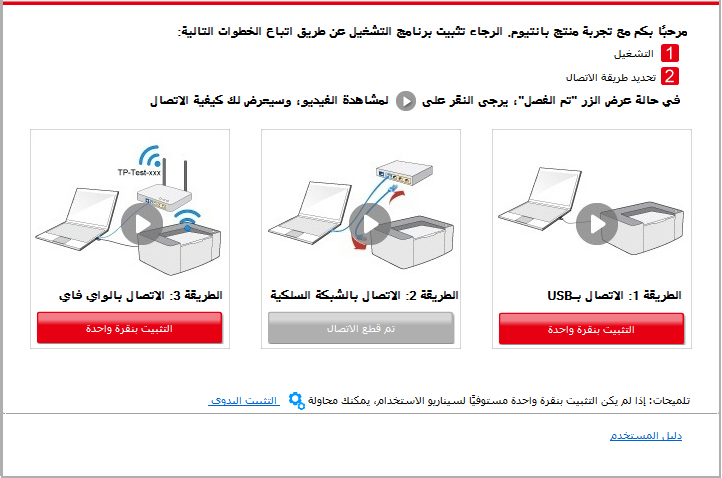 مرحبًا بكم مع تجربة منتج بانتيوم. الرجاء تثبيت برنامج التشغيل عن طريق اتباع الخطوات التالية:
1 التشغيل
2 تحديد طريقة الاتصال
في حالة عرض الزر "تم الفصل"، يرجى النقر على لمشاهدة الفيديو، وسيعرض لك كيفية الاتصال
TP-Test-xxx
الطريقة 1: الاتصال بـUSB
التثبيت بنقرة واحدة
الطريقة 2: الاتصال بالشبكة السلكية
تم قطع الاتصال
الطريقة 3: الاتصال بالواي فاي
التثبيت بنقرة واحدة
تلميحات: إذا لم يكن التثبيت بنقرة واحدة مستوفيًا لسيناريو الاستخدام، يمكنك محاولة التثبيت اليدوي
دليل المستخدم